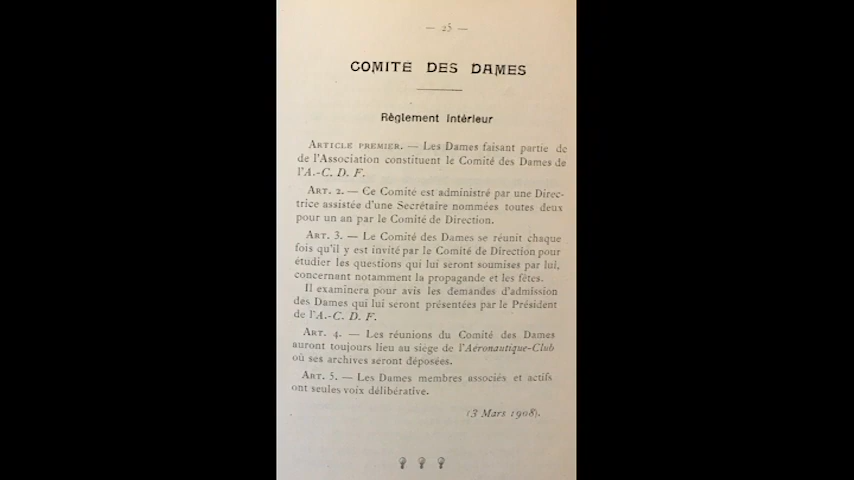 — 25 —
COMITE DES DAMES
Règlement Intérieur
ARTICLE PREMIER. — Les Dames faisant partie de
de l'Association constituent le Comité des Dames de
l'A.-C. D. F.
ART. 2. — Ce Comité est administré par une Direc-
trice assistée d'une Secrétaire nommées toutes deux
pour un an par le Comité de Direction.
ART. 3. — Le Comité des Dames se réunit chaque
fois qu'il y est invité par le Comité de Direction pour
étudier les questions qui lui seront soumises par lui,
concernant notamment la propagande et les fêtes.
Il examinera pour avis les demandes d'admission
des Dames qui lui seront présentées par le Président
de l'A.-C. D. F.
ART. 4. — Les réunions du Comité des Dames
auront toujours lieu au siège de l'Aéronautique-Club
où ses archives seront déposées.
ART. 5. — Les Dames membres associés et actifs
ont seules voix délibérative.
(3 Mars 1908).